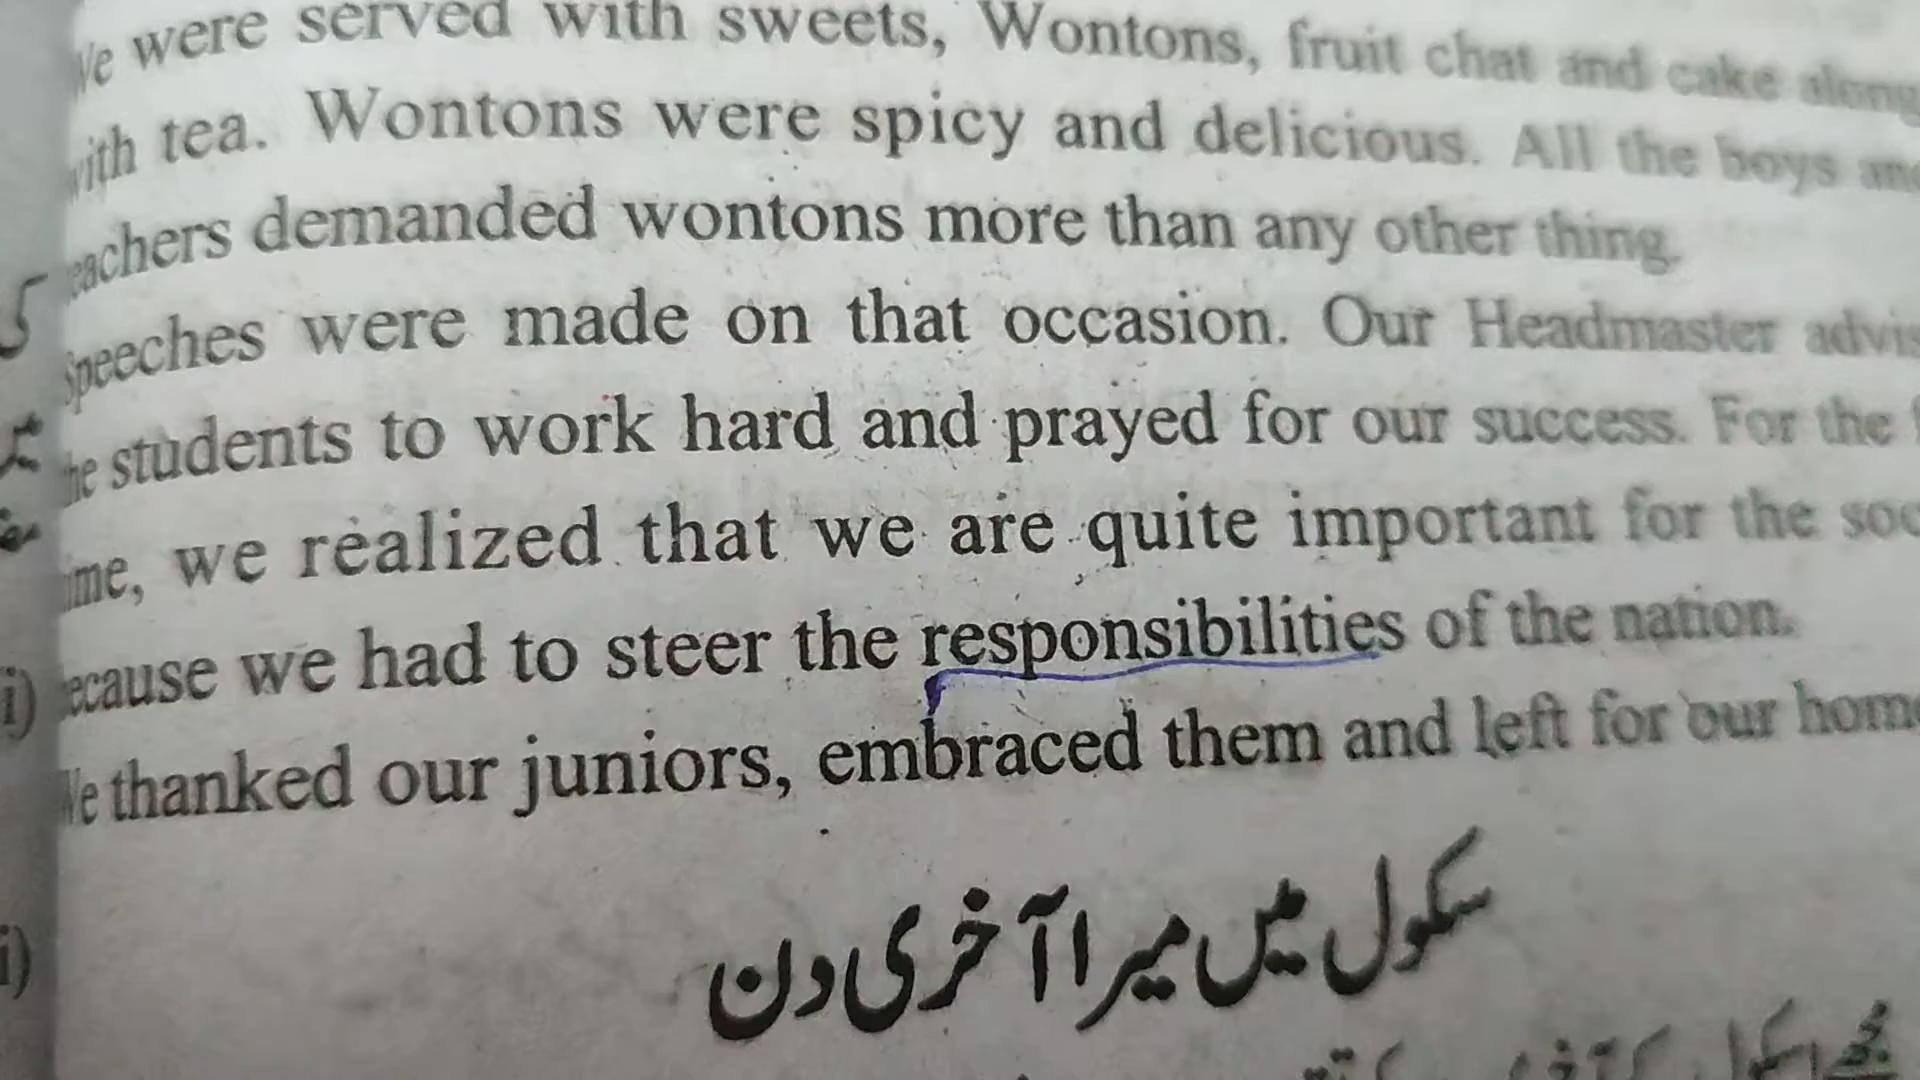 We were served with sweets, Wontons, fruit chat and cake along
with tea. Wontons were spicy and delicious. All the boys and
teachers demanded wontons more than any other thing.
Speeches were made on that occasion. Our Headmaster advis
the students to work hard and prayed for our success. For the
ime, we realized that we are quite important for the soc
ecause we had to steer the responsibilities of the nation.
We thanked our juniors, embraced them and left for our home
سکول میں میرا آخری دن
i)
i)